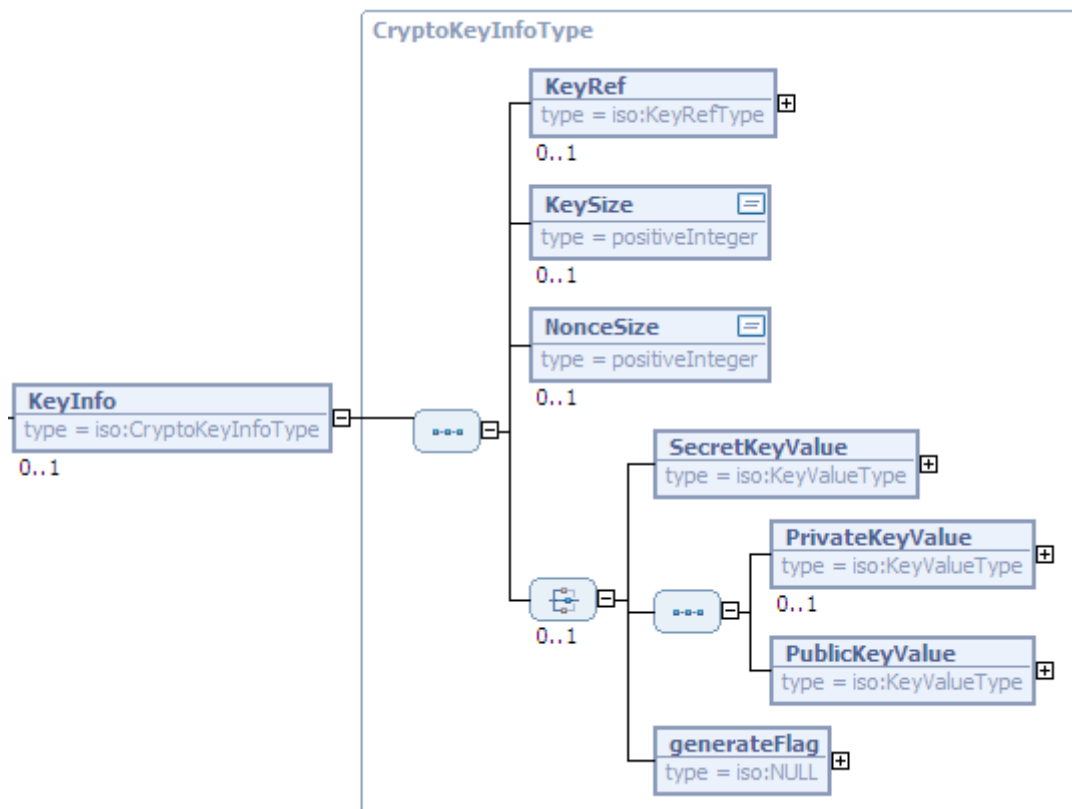 CryptoKeyInfoType
KeyRef
type = iso:KeyRefType
0..1
KeySize
type = positiveInteger
0..1
NonceSize
type = positiveInteger
0..1
KeyInfo
type = iso:CryptoKeyInfoType
0..1
SecretKeyValue
type = iso:KeyValueType
PrivateKeyValue
type = iso:KeyValueType
0..1
0..1
PublicKeyValue
type = iso:KeyValueType
generateFlag
type = iso:NULL